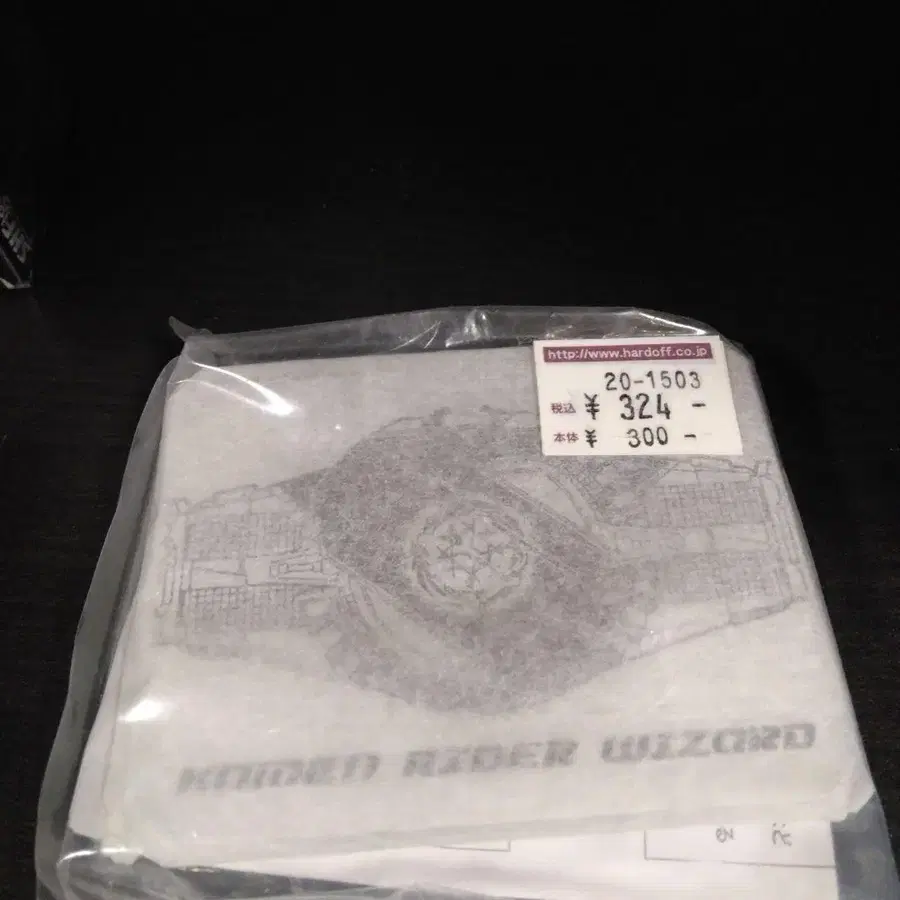 http://www.hardoff.co.jp
20-1503
税込 ¥ 324 -
本体 ¥ 300 -
KAMEN RIDER WIZARD